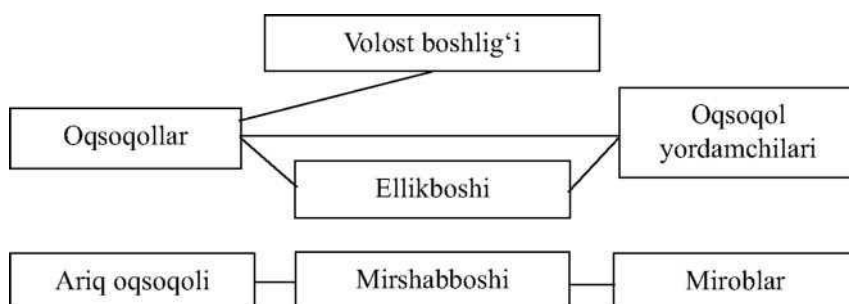 Volost boshlig‘i
Oqsoqollar
Oqsoqol
yordamchilari
Ellikboshi
Ariq oqsoqoli
Mirshabboshi
Miroblar